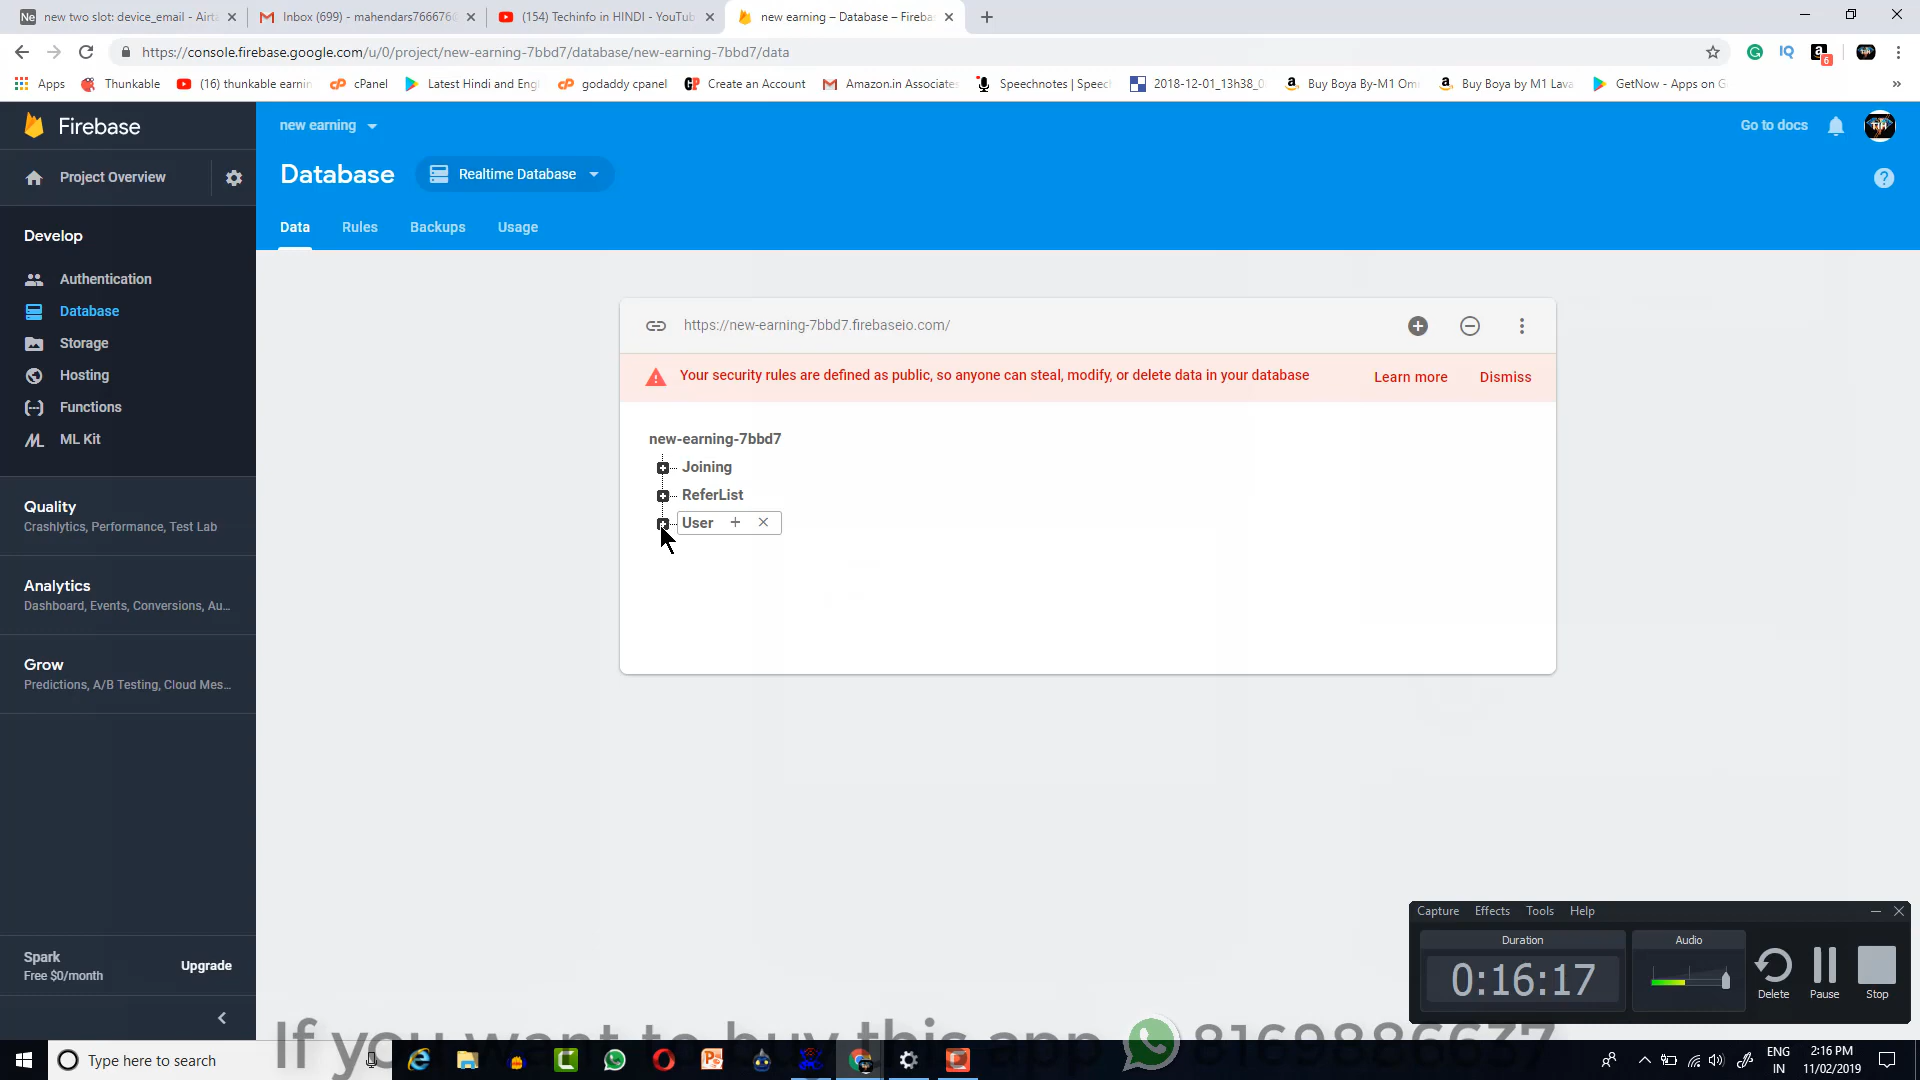 new two slot: device_email - Airta
Inbox (699) - mahendars766676@
(154) Techinfo in HINDI - YouTub
new earning – Database – Fireba
https://console.firebase.google.com/u/0/project/new-earning-7bbd7/database/new-earning-7bbd7/data
Apps
Thunkable
(16) thunkable earnin
cPanel
Latest Hindi and Engl
godaddy cpanel
Create an Account
Amazon.in Associate
Speechnotes | Speech
2018-12-01_13h38_0
Buy Boya By-M1 Omi
Buy Boya by M1 Lava
GetNow - Apps on G
6
Firebase
new earning
Go to docs
TIH
Project Overview
Database
Realtime Database
Data
Rules
Backups
Usage
Develop
Authentication
Database
Storage
Hosting
Functions
ML Kit
https://new-earning-7bbd7.firebaseio.com/
Your security rules are defined as public, so anyone can steal, modify, or delete data in your database
Learn more
Dismiss
new-earning-7bbd7
Joining
ReferList
User
Quality
Crashlytics, Performance, Test Lab
Analytics
Dashboard, Events, Conversions, Au...
Grow
Predictions, A/B Testing, Cloud Mes...
Spark
Free $0/month
Upgrade
Capture Effects Tools Help
Duration
Audio
0:16:17
Delete
Pause
Stop
If you want to buy this app 8169886637
Type here to search
ENG
IN
2:16 PM
11/02/2019